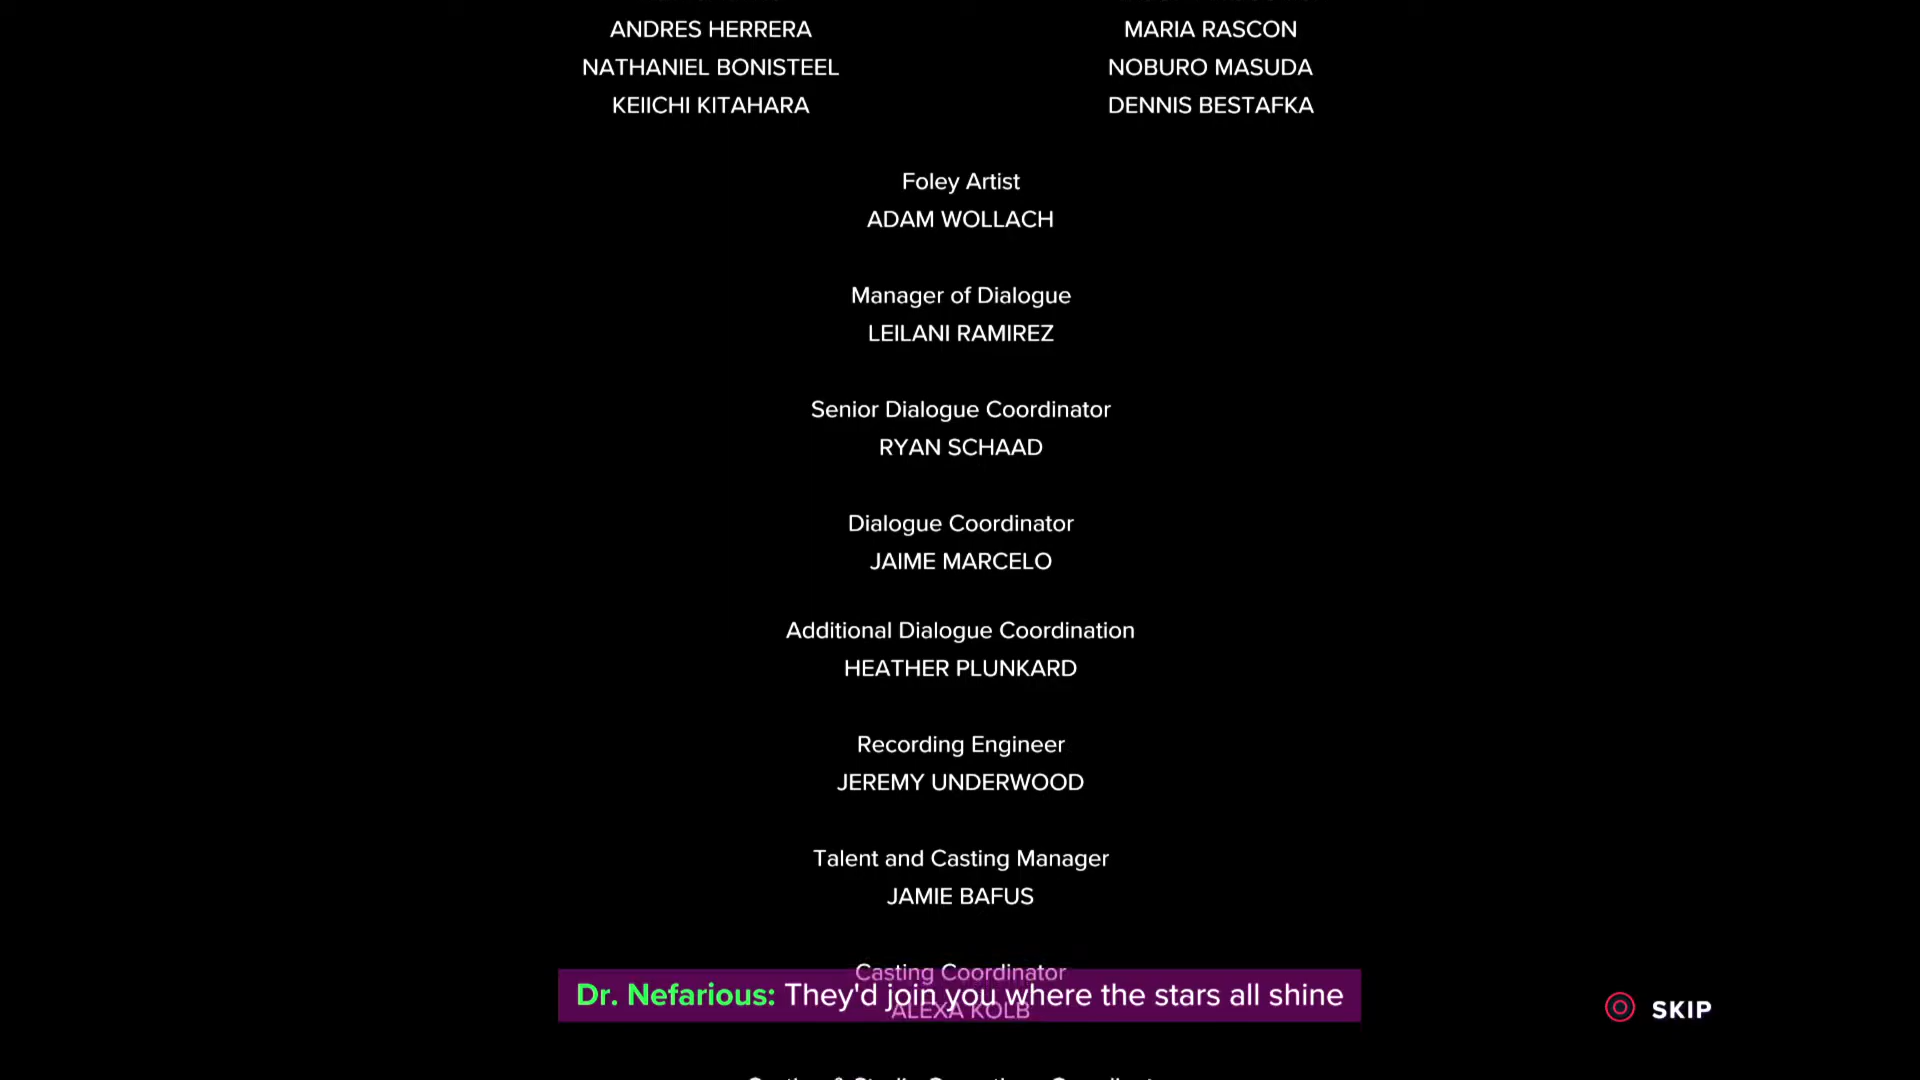 ANDRES HERRERA
MARIA RASCON
NATHANIEL BONISTEEL
NOBURO MASUDA
KEIICHI KITAHARA
DENNIS BESTAFKA
Foley Artist
ADAM WOLLACH
Manager of Dialogue
LEILANI RAMIREZ
Senior Dialogue Coordinator
RYAN SCHAAD
Dialogue Coordinator
JAIME MARCELO
Additional Dialogue Coordination
HEATHER PLUNKARD
Recording Engineer
JEREMY UNDERWOOD
Talent and Casting Manager
JAMIE BAFUS
Casting Coordinator
Dr. Nefarious: They'd join you where the stars all shine
ALEXA KOLB
SKIP